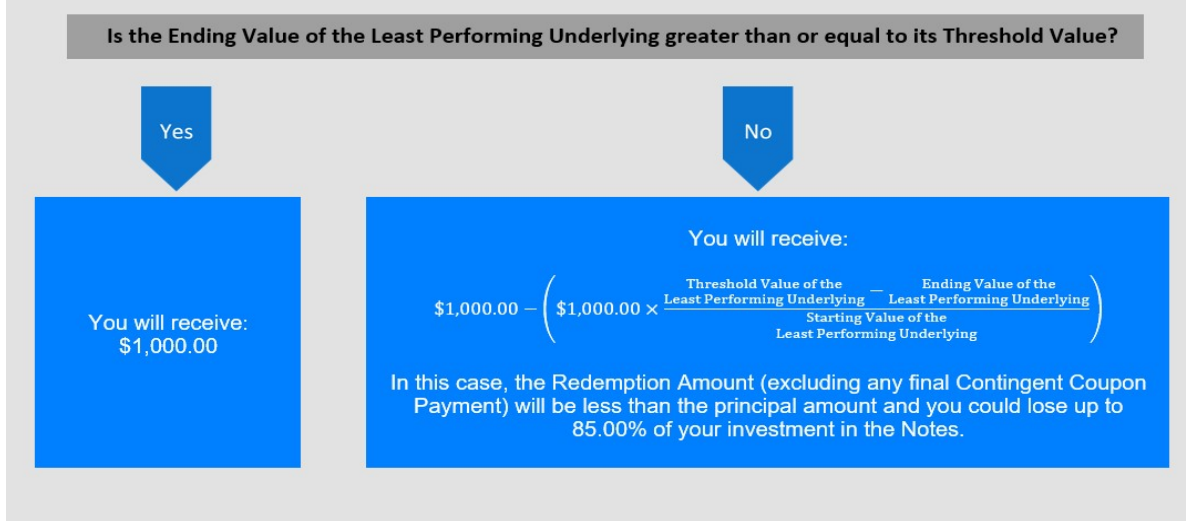 Is the Ending Value of the Least Performing Underlying greater than or equal to its Threshold Value?
Yes
No
You will receive:
$1,000.00
You will receive:
$1,000.00 − ( $1,000.00 × (Threshold Value of the Least Performing Underlying − Ending Value of the Least Performing Underlying) / Starting Value of the Least Performing Underlying )
In this case, the Redemption Amount (excluding any final Contingent Coupon
Payment) will be less than the principal amount and you could lose up to
85.00% of your investment in the Notes.